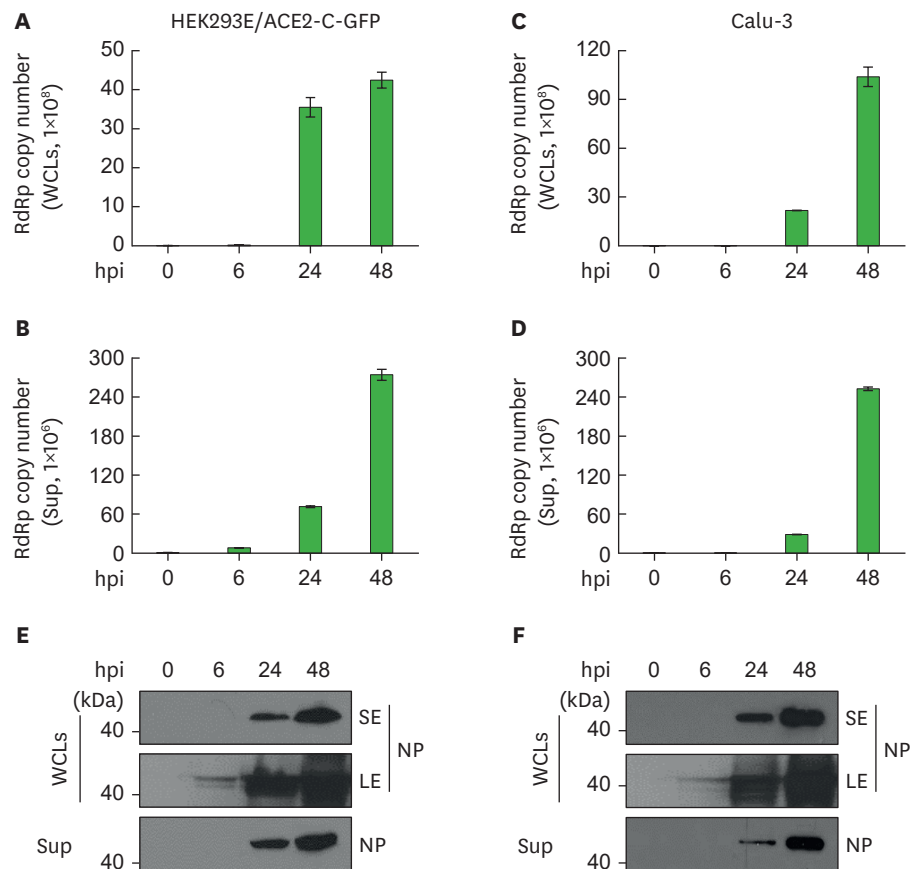 A
HEK293E/ACE2-C-GFP
RdRp copy number
(WCLs, 1×10⁸)
50
40
30
20
10
0
hpi 0 6 24 48
C
Calu-3
RdRp copy number
(WCLs, 1×10⁸)
120
90
60
30
0
hpi 0 6 24 48
B
RdRp copy number
(Sup, 1×10⁶)
300
240
180
120
60
0
hpi 0 6 24 48
D
RdRp copy number
(Sup, 1×10⁶)
300
240
180
120
60
0
hpi 0 6 24 48
E
hpi 0 6 24 48
(kDa)
WCLs
40
SE
40
LE
NP
Sup
40
NP
F
hpi 0 6 24 48
(kDa)
WCLs
40
SE
40
LE
NP
Sup
40
NP